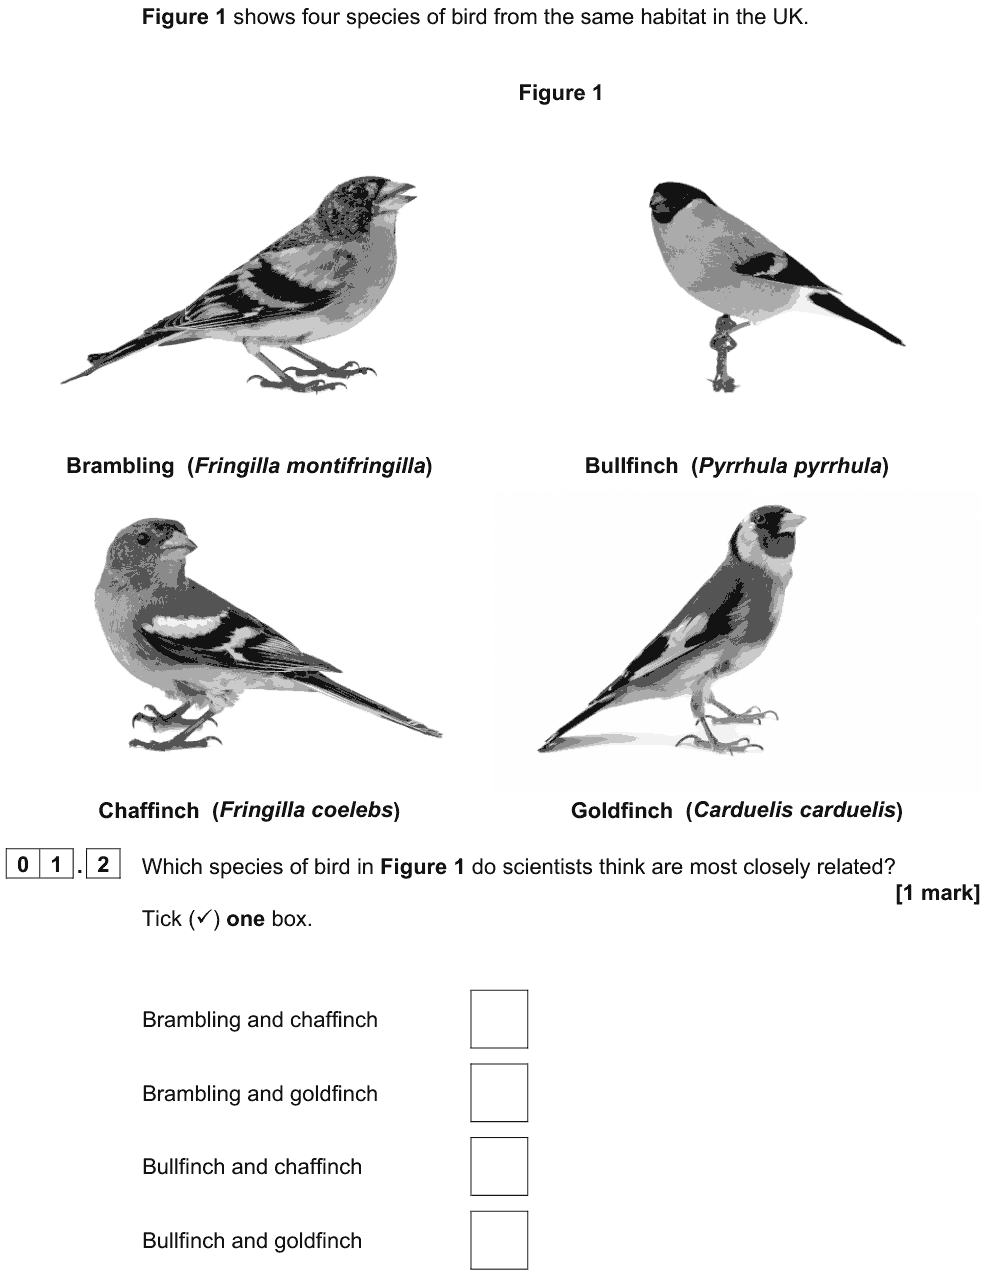 Figure 1 shows four species of bird from the same habitat in the UK.
Figure 1
Brambling (Fringilla montifringilla)
Bullfinch (Pyrrhula pyrrhula)
Chaffinch (Fringilla coelebs)
Goldfinch (Carduelis carduelis)
0 1 . 2 Which species of bird in Figure 1 do scientists think are most closely related?
[1 mark]
Tick (✓) one box.
Brambling and chaffinch
Brambling and goldfinch
Bullfinch and chaffinch
Bullfinch and goldfinch